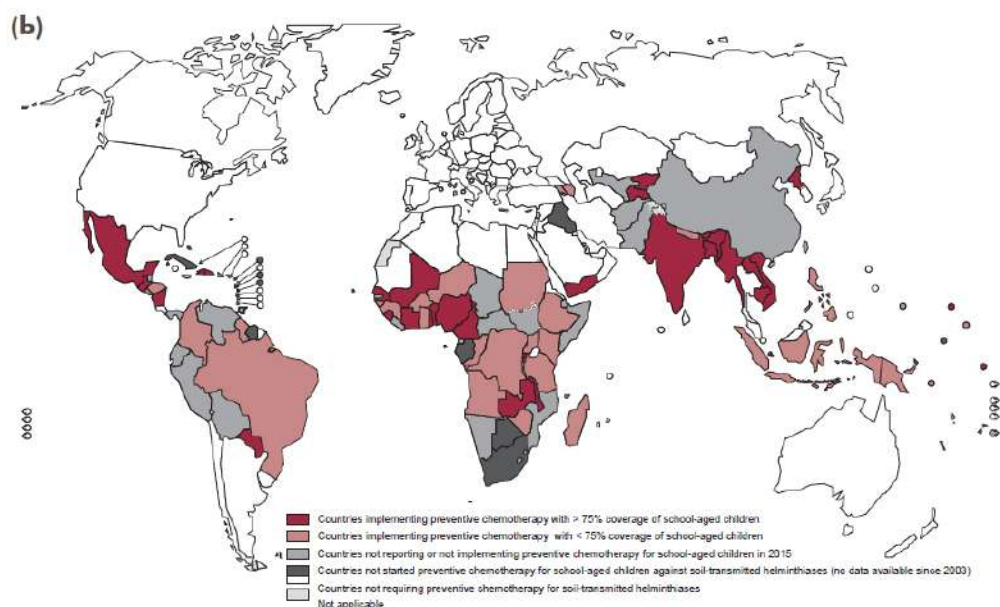 (b)
Countries implementing preventive chemotherapy with > 75% coverage of school-aged children
Countries implementing preventive chemotherapy with < 75% coverage of school-aged children
Countries not reporting or not implementing preventive chemotherapy for school-aged children in 2015
Countries not started preventive chemotherapy for school-aged children against soil-transmitted helminthiases (no data available since 2003)
Countries not requiring preventive chemotherapy for soil-transmitted helminthiases
Not applicable